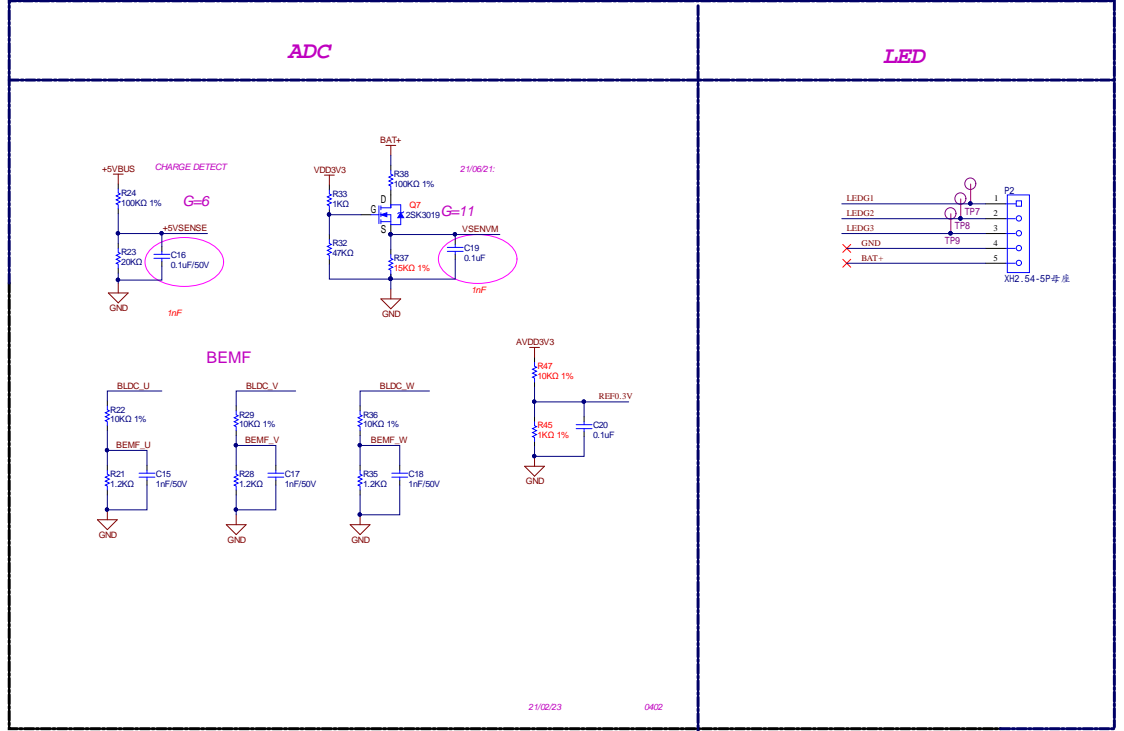 ADC
LED
+5VBUS
CHARGE DETECT
R24
100KΩ 1%
G=6
+5VSENSE
R23
20KΩ
C16
0.1uF/50V
GND
1nF
BAT+
VDD3V3
21/06/21:
R38
100KΩ 1%
R33
1KΩ
D
G
S
Q7
2SK3019
G=11
VSENVM
R32
47KΩ
R37
15KΩ 1%
C19
0.1uF
1nF
GND
P2
LEDG1
1
TP7
LEDG2
2
TP8
LEDG3
3
TP9
GND
4
BAT+
5
XH2.54-5P母座
BEMF
BLDC_U
R22
10KΩ 1%
BEMF_U
R21
1.2KΩ
C15
1nF/50V
GND
BLDC_V
R29
10KΩ 1%
BEMF_V
R28
1.2KΩ
C17
1nF/50V
GND
BLDC_W
R36
10KΩ 1%
BEMF_W
R35
1.2KΩ
C18
1nF/50V
GND
AVDD3V3
R47
10KΩ 1%
REF0.3V
R45
1KΩ 1%
C20
0.1uF
GND
21/02/23
0402